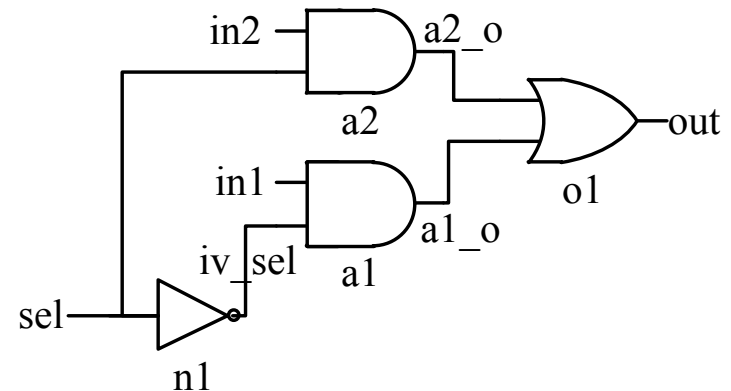 in2
a2_o
a2
out
in1
o1
a1_o
iv_sel
a1
sel
n1